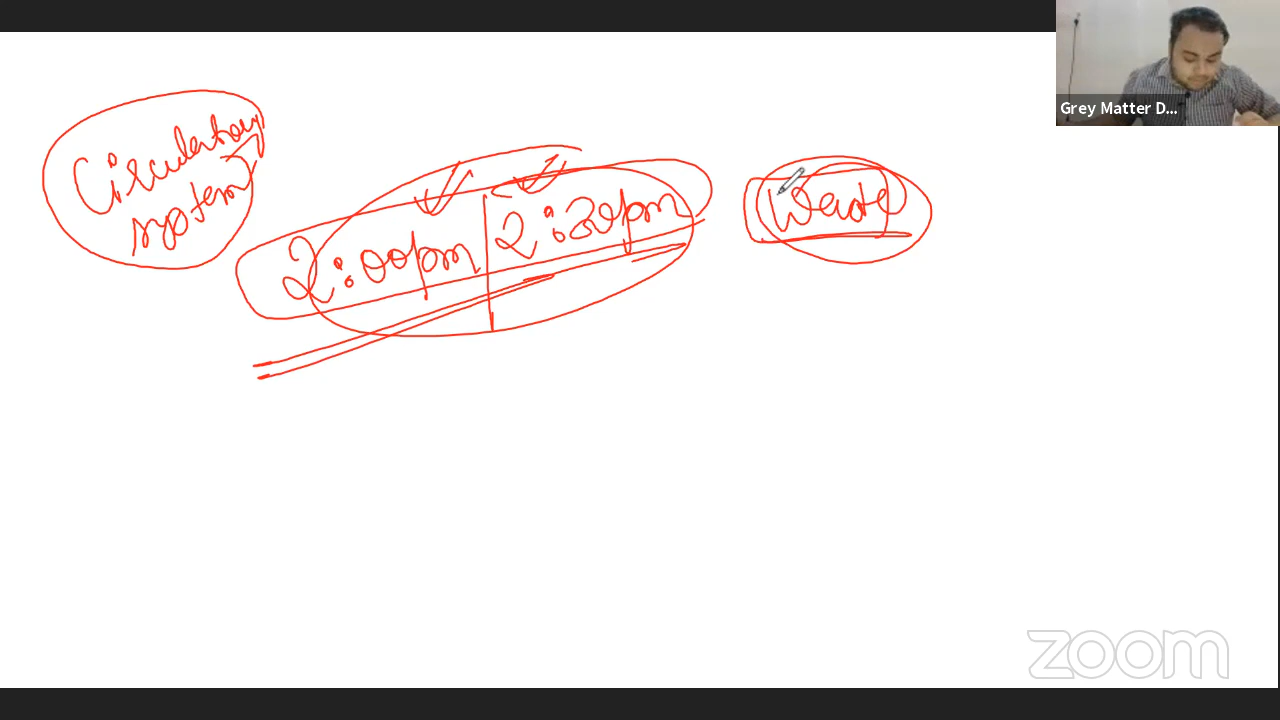 Grey Matter D...
Circulatory
system
2:00pm 2:30pm
Waste
zoom